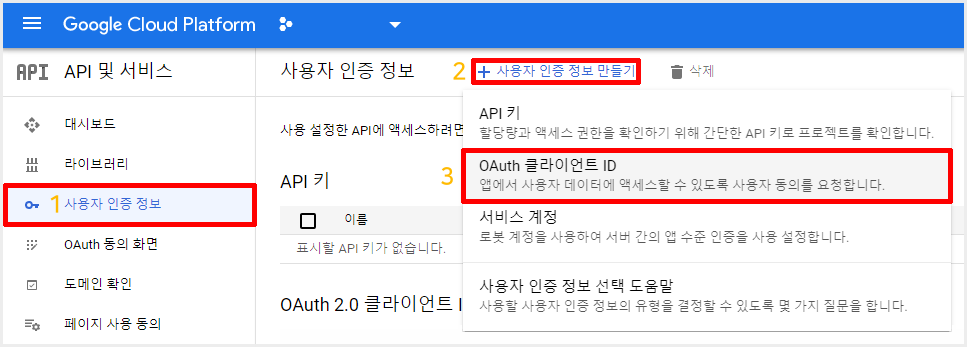 Google Cloud Platform
API API 및 서비스
대시보드
라이브러리
1 사용자 인증 정보
OAuth 동의 화면
도메인 확인
페이지 사용 동의
사용자 인증 정보
2 + 사용자 인증 정보 만들기
삭제
사용 설정한 API에 액세스하려면
API 키
이름
표시할 API 키가 없습니다.
OAuth 2.0 클라이언트 I
API 키
할당량과 액세스 권한을 확인하기 위해 간단한 API 키로 프로젝트를 확인합니다.
3 OAuth 클라이언트 ID
앱에서 사용자 데이터에 액세스할 수 있도록 사용자 동의를 요청합니다.
서비스 계정
로봇 계정을 사용하여 서버 간의 앱 수준 인증을 사용 설정합니다.
사용자 인증 정보 선택 도움말
사용할 사용자 인증 정보의 유형을 결정할 수 있도록 몇 가지 질문을 합니다.